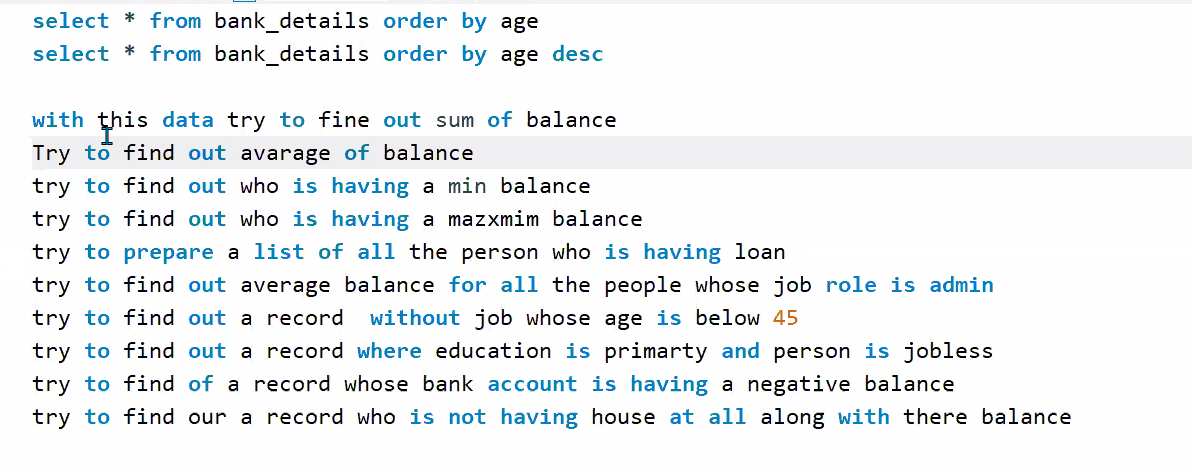 select * from bank_details order by age
select * from bank_details order by age desc
with this data try to fine out sum of balance
Try to find out avarage of balance
try to find out who is having a min balance
try to find out who is having a mazxmim balance
try to prepare a list of all the person who is having loan
try to find out average balance for all the people whose job role is admin
try to find out a record  without job whose age is below 45
try to find out a record where education is primarty and person is jobless
try to find of a record whose bank account is having a negative balance
try to find our a record who is not having house at all along with there balance